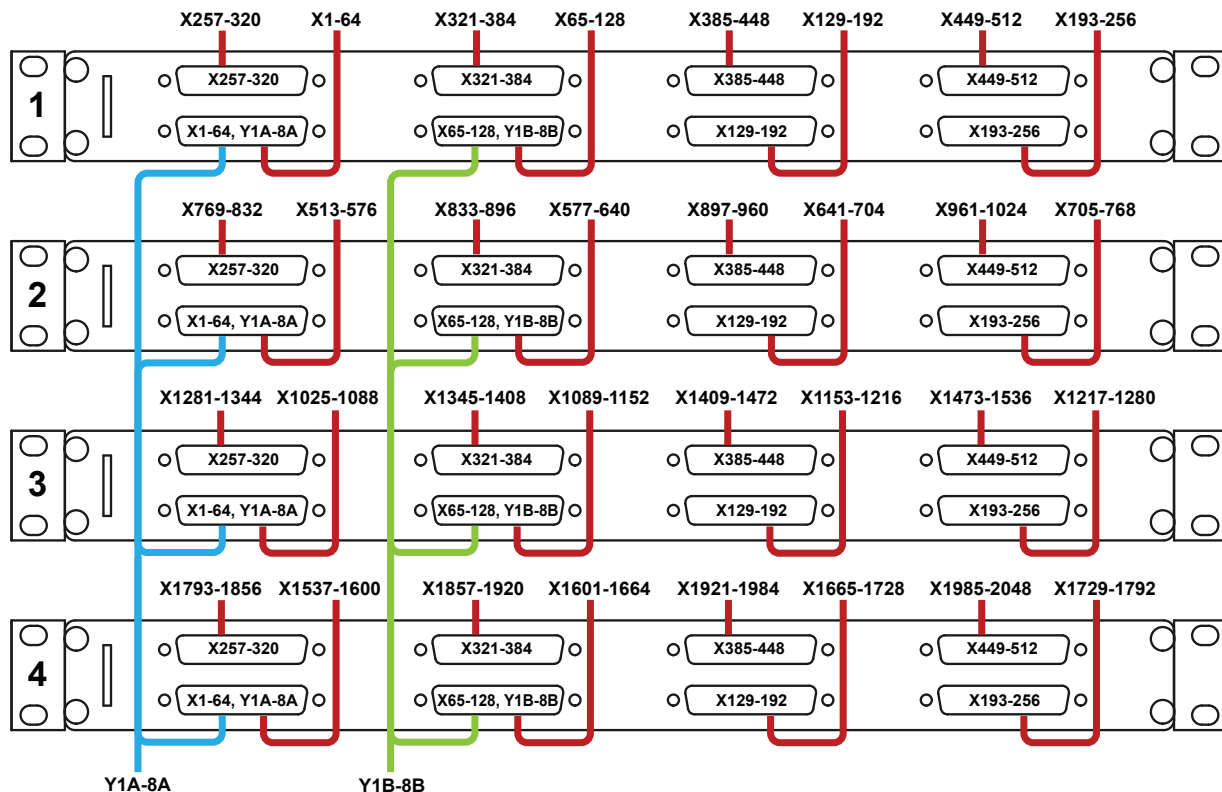 X257-320 X1-64 X321-384 X65-128 X385-448 X129-192 X449-512 X193-256
X257-320 X321-384 X385-448 X449-512
1
X1-64, Y1A-8A X65-128, Y1B-8B X129-192 X193-256
X769-832 X513-576 X833-896 X577-640 X897-960 X641-704 X961-1024 X705-768
X257-320 X321-384 X385-448 X449-512
2
X1-64, Y1A-8A X65-128, Y1B-8B X129-192 X193-256
X1281-1344 X1025-1088 X1345-1408 X1089-1152 X1409-1472 X1153-1216 X1473-1536 X1217-1280
X257-320 X321-384 X385-448 X449-512
3
X1-64, Y1A-8A X65-128, Y1B-8B X129-192 X193-256
X1793-1856 X1537-1600 X1857-1920 X1601-1664 X1921-1984 X1665-1728 X1985-2048 X1729-1792
X257-320 X321-384 X385-448 X449-512
4
X1-64, Y1A-8A X65-128, Y1B-8B X129-192 X193-256
Y1A-8A Y1B-8B